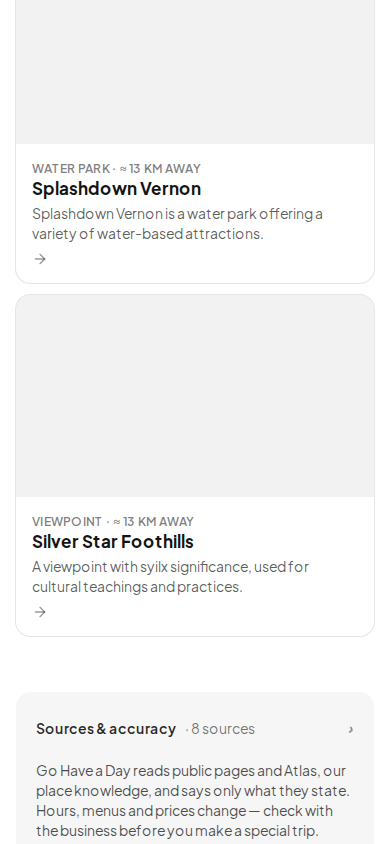 WATER PARK · ≈ 13 KM AWAY
Splashdown Vernon
Splashdown Vernon is a water park offering a
variety of water-based attractions.
→
VIEWPOINT · ≈ 13 KM AWAY
Silver Star Foothills
A viewpoint with syilx significance, used for
cultural teachings and practices.
→
Sources & accuracy · 8 sources ›
Go Have a Day reads public pages and Atlas, our
place knowledge, and says only what they state.
Hours, menus and prices change — check with
the business before you make a special trip.